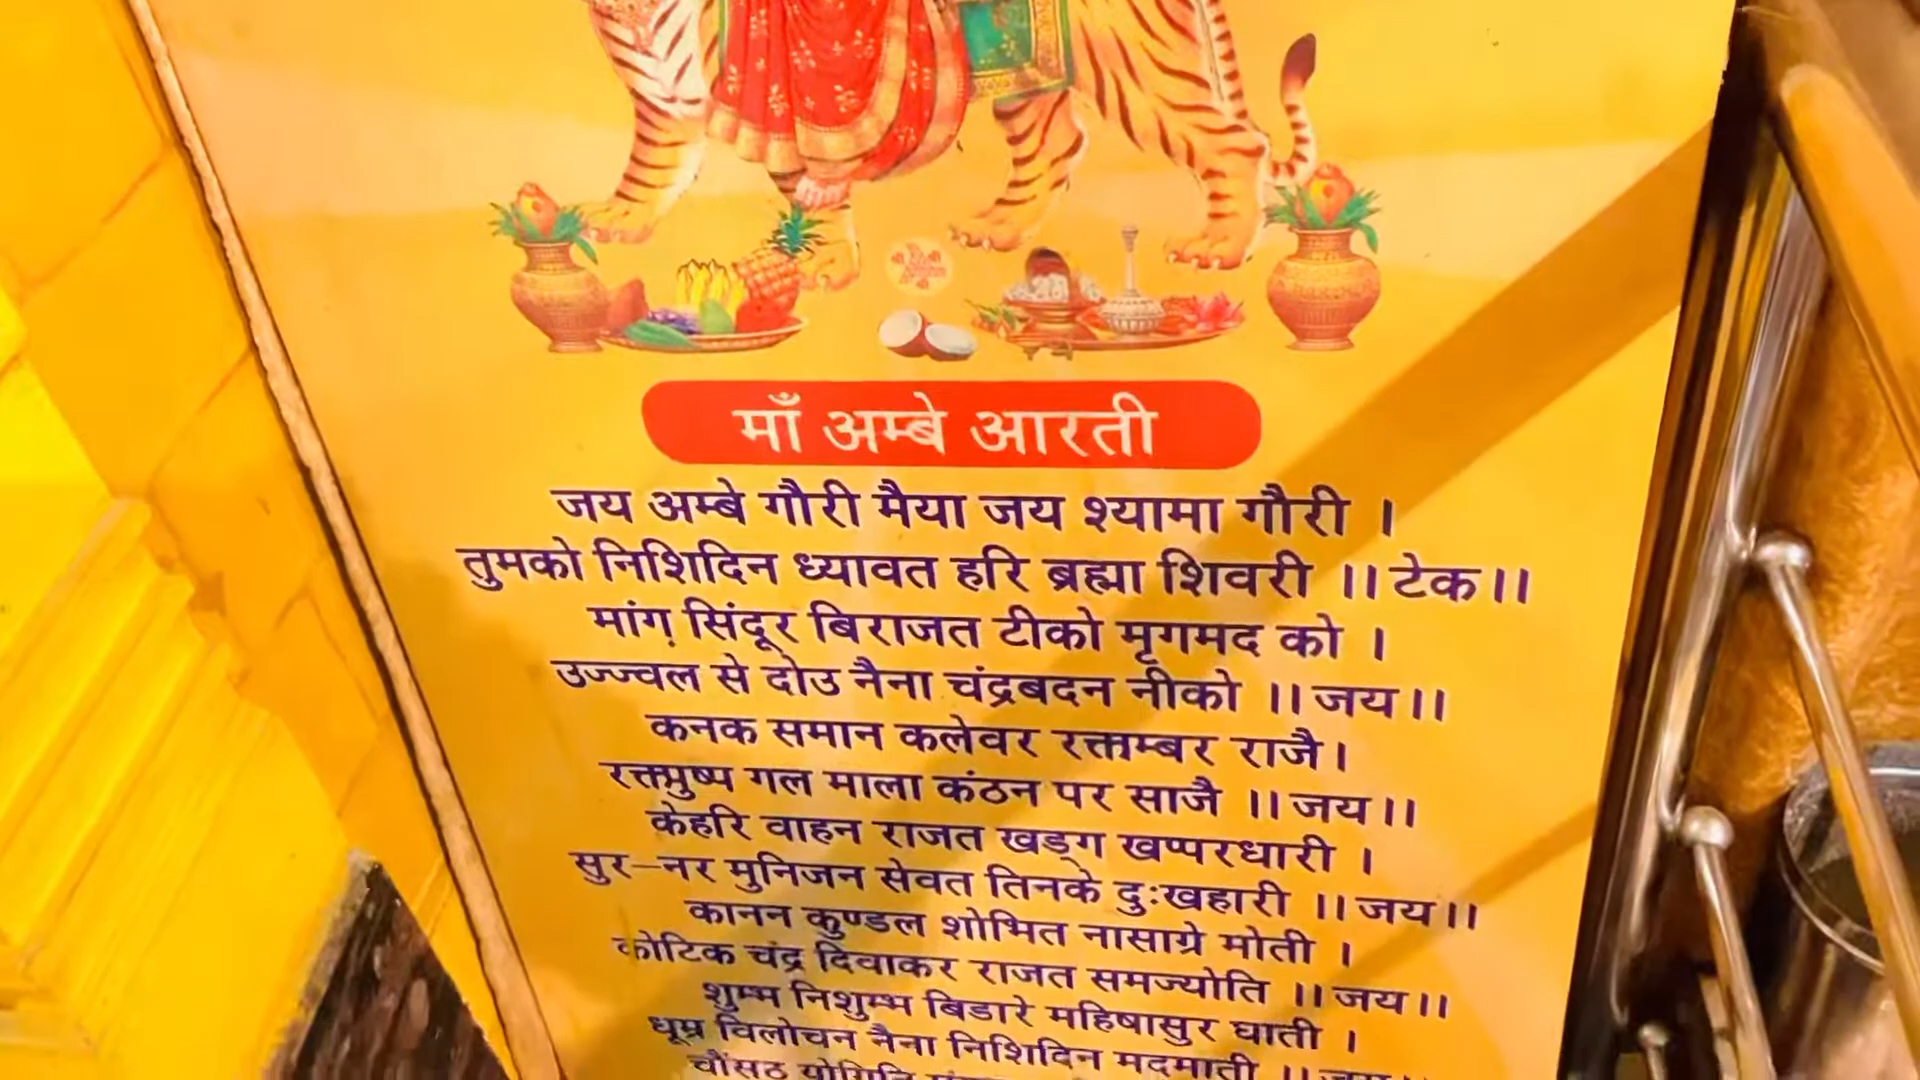 माँ अम्बे आरती
जय अम्बे गौरी मैया जय श्यामा गौरी ।
तुमको निशिदिन ध्यावत हरि ब्रह्मा शिवरी ।। टेक ।।
मांग़ सिंदूर बिराजत टीको मृगमद को ।
उज्ज्वल से दोउ नैना चंद्रबदन नीको ।। जय ।।
कनक समान कलेवर रक्ताम्बर राजै ।
रक्तपुष्प गल माला कंठन पर साजै ।। जय ।।
केहरि वाहन राजत खड्ग खप्परधारी ।
सुर–नर मुनिजन सेवत तिनके दुःखहारी ।। जय ।।
कानन कुण्डल शोभित नासाग्रे मोती ।
कोटिक चंद्र दिवाकर राजत समज्योति ।। जय ।।
शुम्भ निशुम्भ बिडारे महिषासुर घाती ।
धूम्र विलोचन नैना निशिदिन मदमाती ।। जय ।।
चौंसठ योगिनि